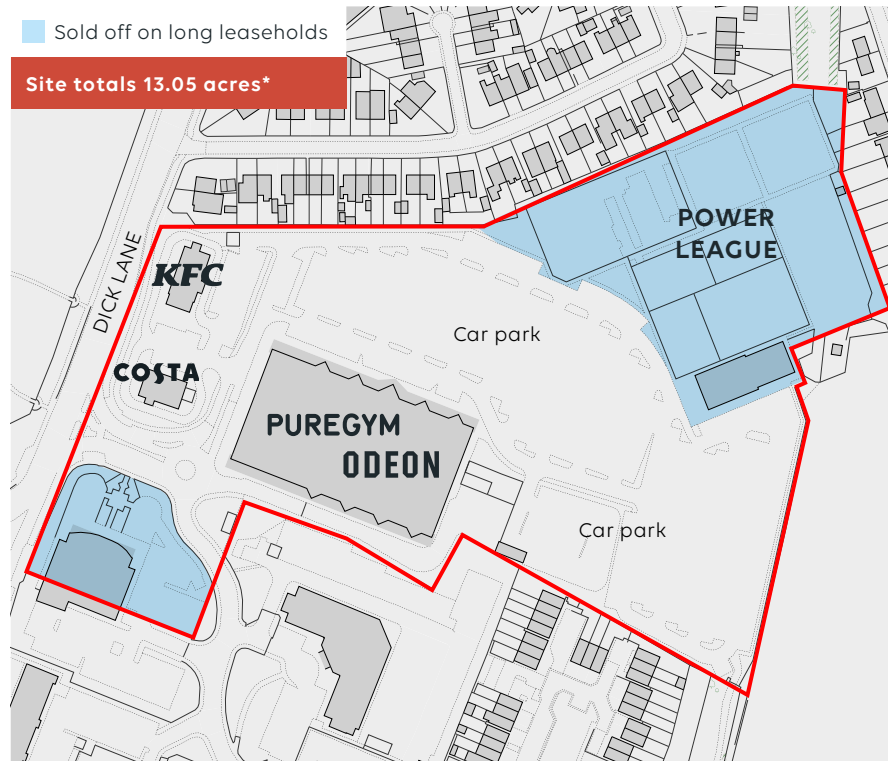 Sold off on long leaseholds
Site totals 13.05 acres*
DICK LANE
KFC
COSTA
POWER
LEAGUE
Car park
PUREGYM
ODEON
Car park